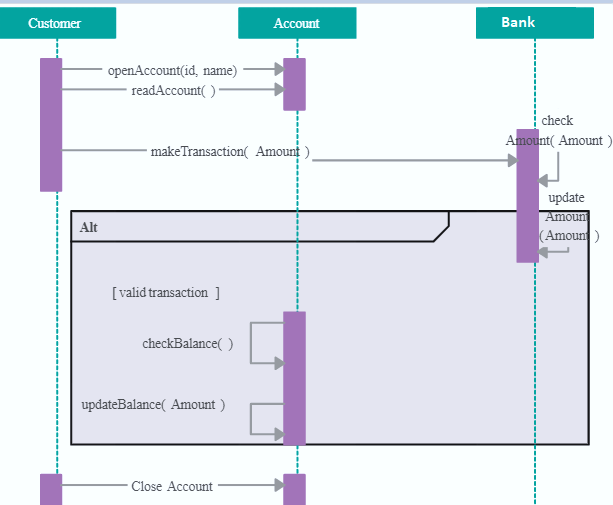 Customer
Account
Bank
openAccount(id, name)
readAccount( )
check
Amount( Amount )
makeTransaction( Amount )
update
Amount
(Amount )
Alt
[ valid transaction ]
checkBalance( )
updateBalance( Amount )
Close Account